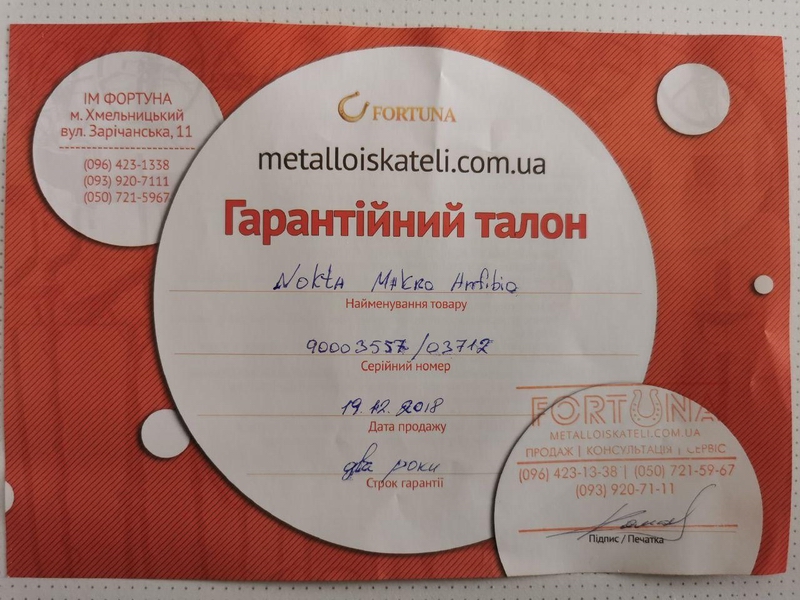 ІМ ФОРТУНА
м. Хмельницький
вул. Зарічанська, 11
(096) 423-1338
(093) 920-7111
(050) 721-5967
FORTUNA
metalloiskateli.com.ua
Гарантійний талон
Nokta Makro Amfibio
Найменування товару
90003557/03712
Серійний номер
19.12.2018
Дата продажу
два роки
Строк гарантії
FORTUNA
METALLOISKATELI.COM.UA
ПРОДАЖ | КОНСУЛЬТАЦІЯ | СЕРВІС
(096) 423-13-38 | (050) 721-59-67
(093) 920-71-11
Підпис / Печатка